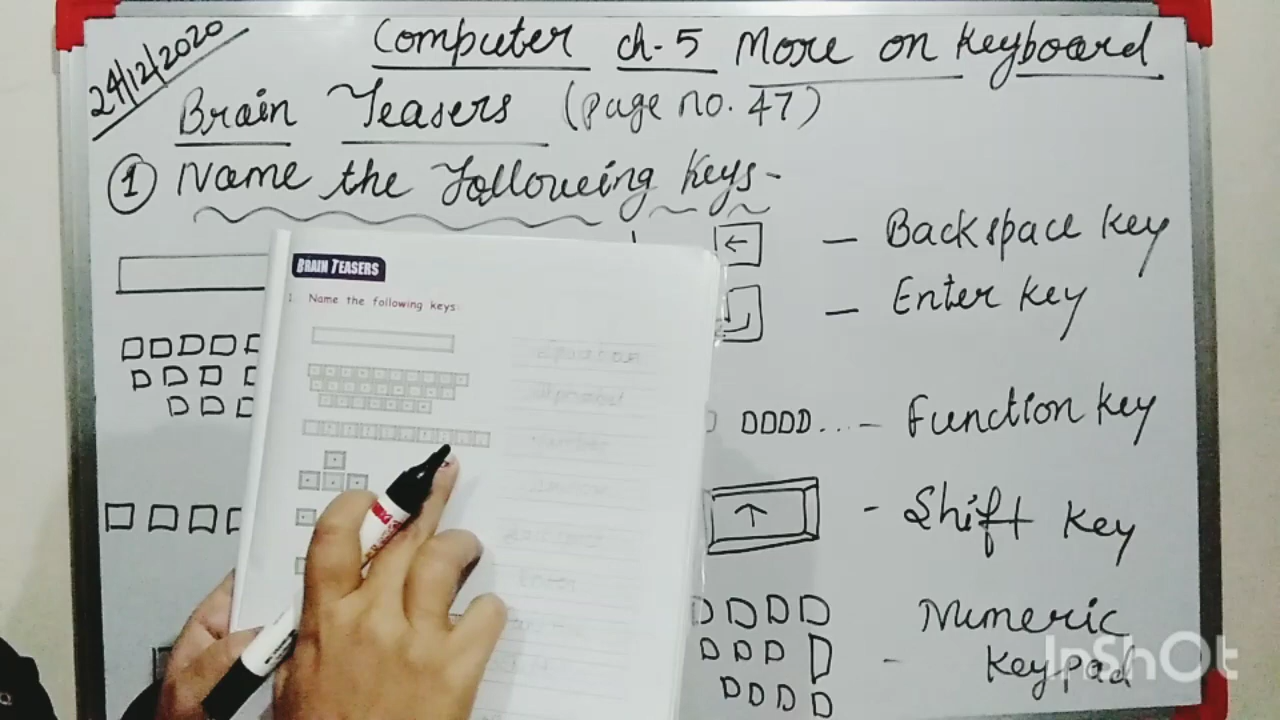 24/12/2020
Computer ch-5 More on Keyboard
Brain Teasers (Page no. 47)
① Name the following Keys-
← — Backspace Key
— Enter Key
DDDD... — Function Key
↑ - Shift Key
Numeric
- Keypad
BRAIN TEASERS
1. Name the following keys:
InShOt